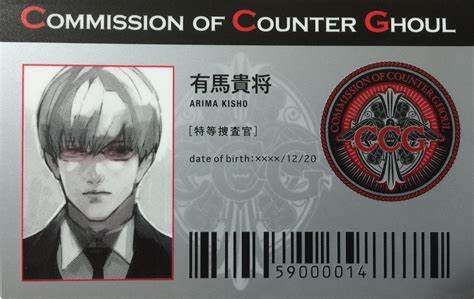 COMMISSION OF COUNTER GHOUL
有馬貴将
ARIMA KISHO
[特等捜査官]
date of birth:××××/12/20
COMMISSION OF COUNTER GHOUL
CCG
CCG
59000014